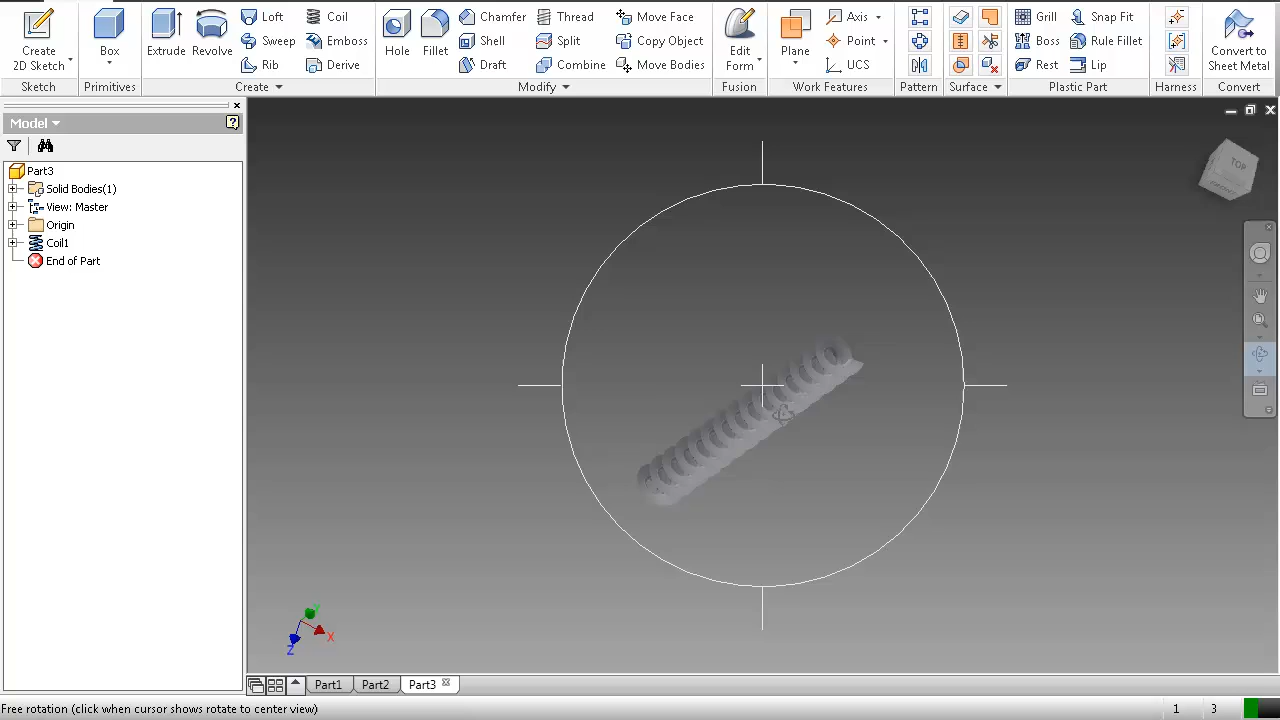 Create
2D Sketch
Sketch
Box
Primitives
Extrude
Revolve
Loft
Sweep
Rib
Coil
Emboss
Derive
Create
Hole
Fillet
Chamfer
Shell
Draft
Thread
Split
Combine
Move Face
Copy Object
Move Bodies
Modify
Edit
Form
Fusion
Plane
Axis
Point
UCS
Work Features
Pattern
Surface
Grill
Boss
Rest
Snap Fit
Rule Fillet
Lip
Plastic Part
Harness
Convert to
Sheet Metal
Convert
Model
Part3
Solid Bodies(1)
View: Master
Origin
Coil1
End of Part
TOP
FRONT
Y
X
Z
Part1
Part2
Part3
Free rotation (click when cursor shows rotate to center view)
1
3